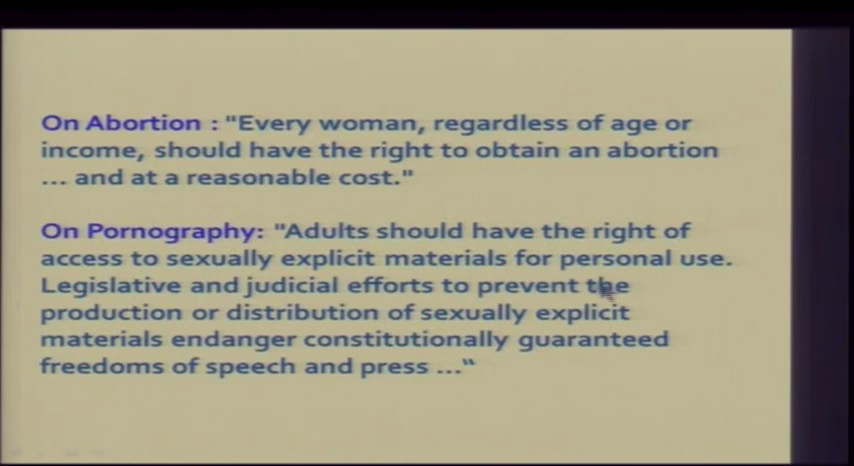 On Abortion : "Every woman, regardless of age or
income, should have the right to obtain an abortion
... and at a reasonable cost."
On Pornography: "Adults should have the right of
access to sexually explicit materials for personal use.
Legislative and judicial efforts to prevent the
production or distribution of sexually explicit
materials endanger constitutionally guaranteed
freedoms of speech and press ..."